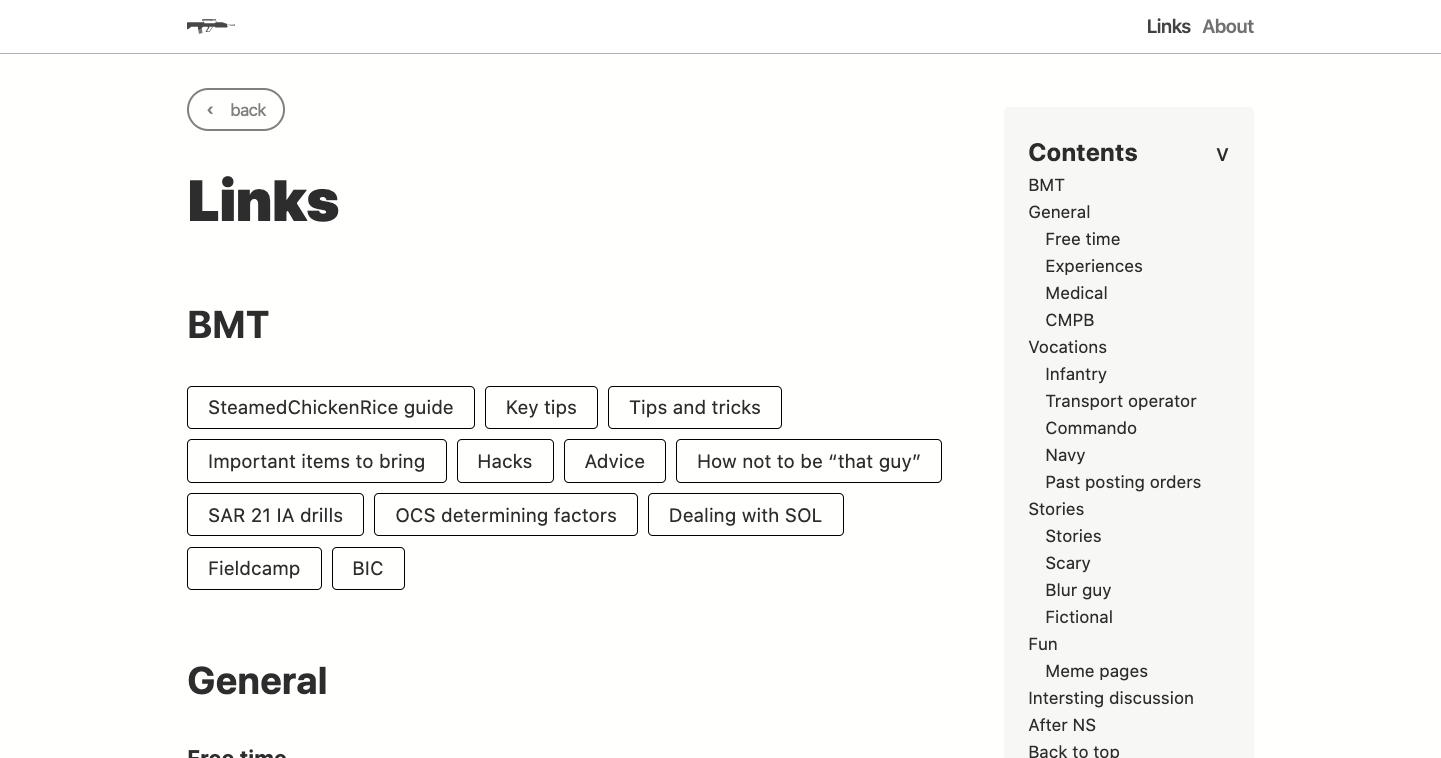 Links About
‹ back
Links
BMT
SteamedChickenRice guide Key tips Tips and tricks
Important items to bring Hacks Advice How not to be “that guy”
SAR 21 IA drills OCS determining factors Dealing with SOL
Fieldcamp BIC
General
Free time
Contents V
BMT
General
Free time
Experiences
Medical
CMPB
Vocations
Infantry
Transport operator
Commando
Navy
Past posting orders
Stories
Stories
Scary
Blur guy
Fictional
Fun
Meme pages
Intersting discussion
After NS
Back to top